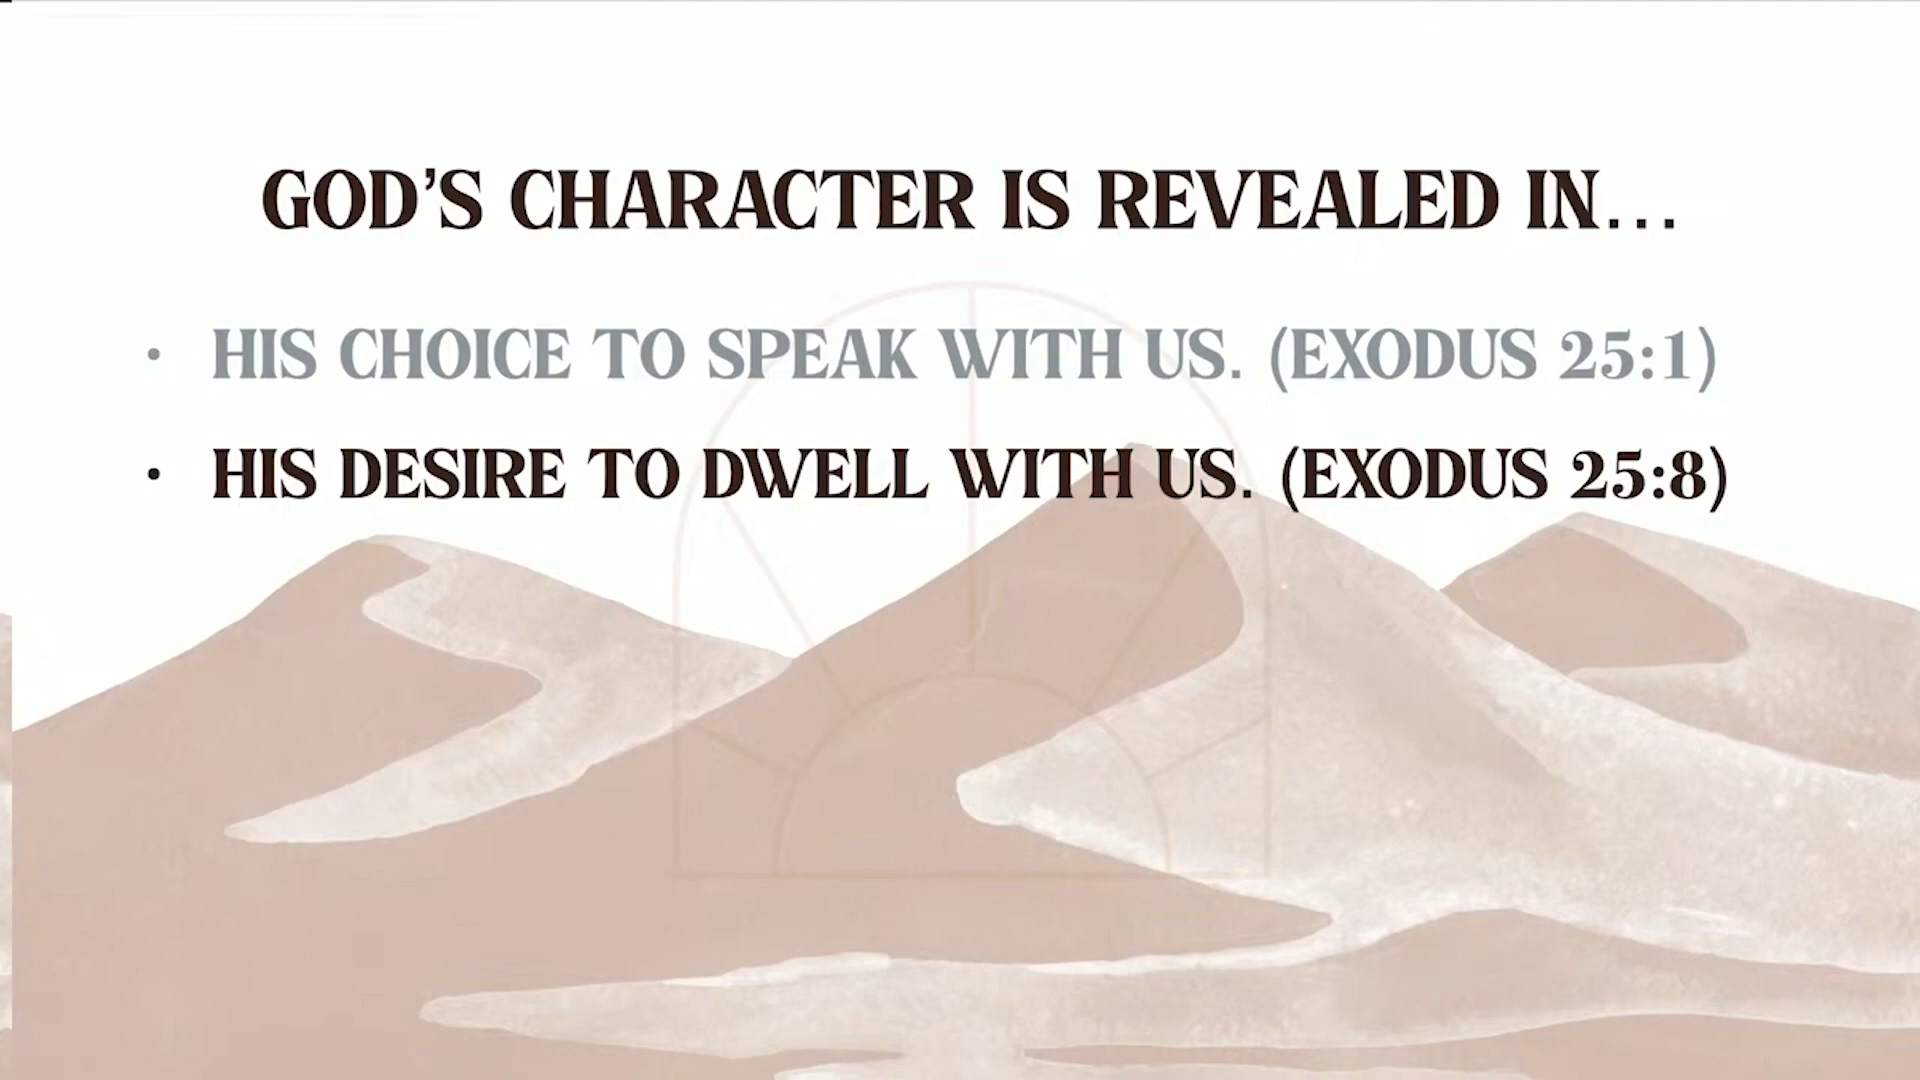 GOD’S CHARACTER IS REVEALED IN...
• HIS CHOICE TO SPEAK WITH US. (EXODUS 25:1)
• HIS DESIRE TO DWELL WITH US. (EXODUS 25:8)